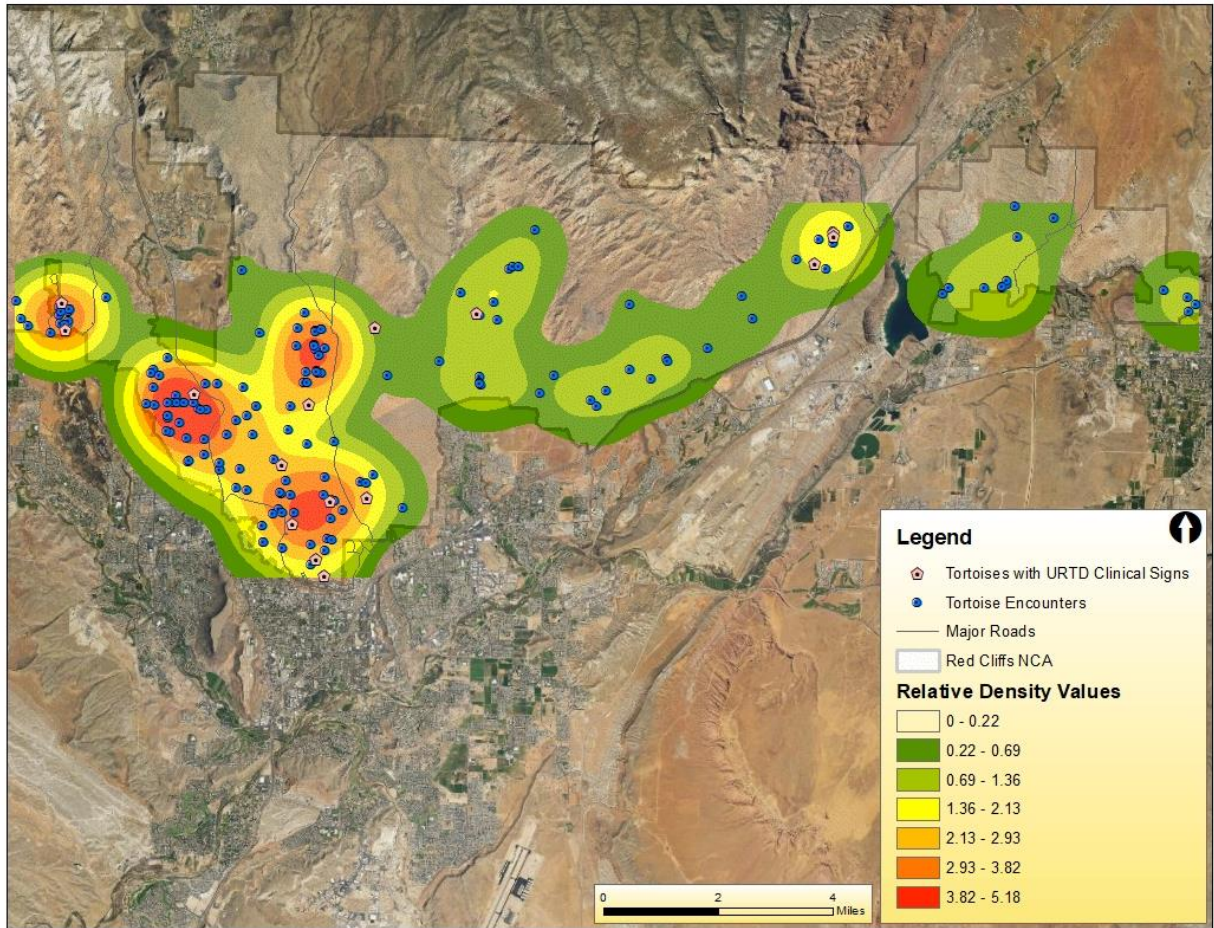 Legend
Tortoises with URTD Clinical Signs
Tortoise Encounters
Major Roads
Red Cliffs NCA
Relative Density Values
0 - 0.22
0.22 - 0.69
0.69 - 1.36
1.36 - 2.13
2.13 - 2.93
2.93 - 3.82
3.82 - 5.18
0 2 4
Miles